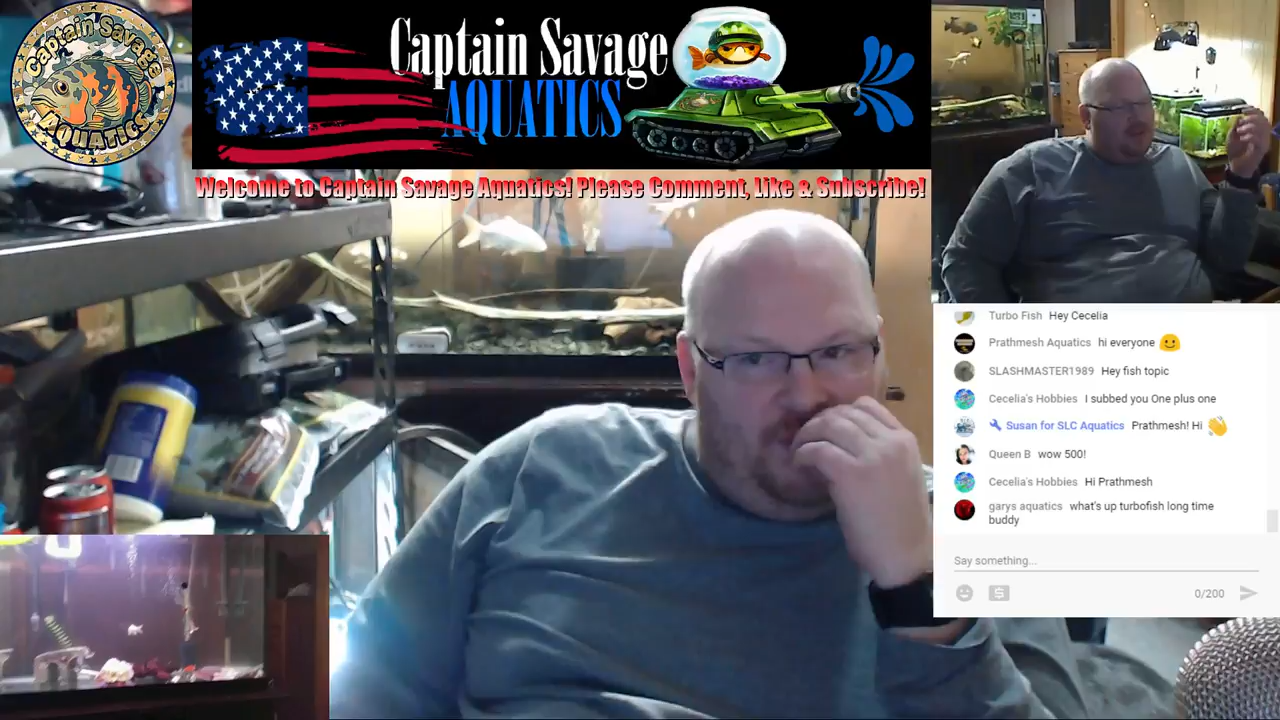 Captain Savage
AQUATICS
Captain Savage
AQUATICS
Welcome to Captain Savage Aquatics! Please Comment, Like & Subscribe!
Turbo Fish Hey Cecelia
Prathmesh Aquatics hi everyone
SLASHMASTER1989 Hey fish topic
Cecelia's Hobbies I subbed you One plus one
Susan for SLC Aquatics Prathmesh! Hi
Queen B wow 500!
Cecelia's Hobbies Hi Prathmesh
garys aquatics what's up turbofish long time
buddy
Say something...
0/200